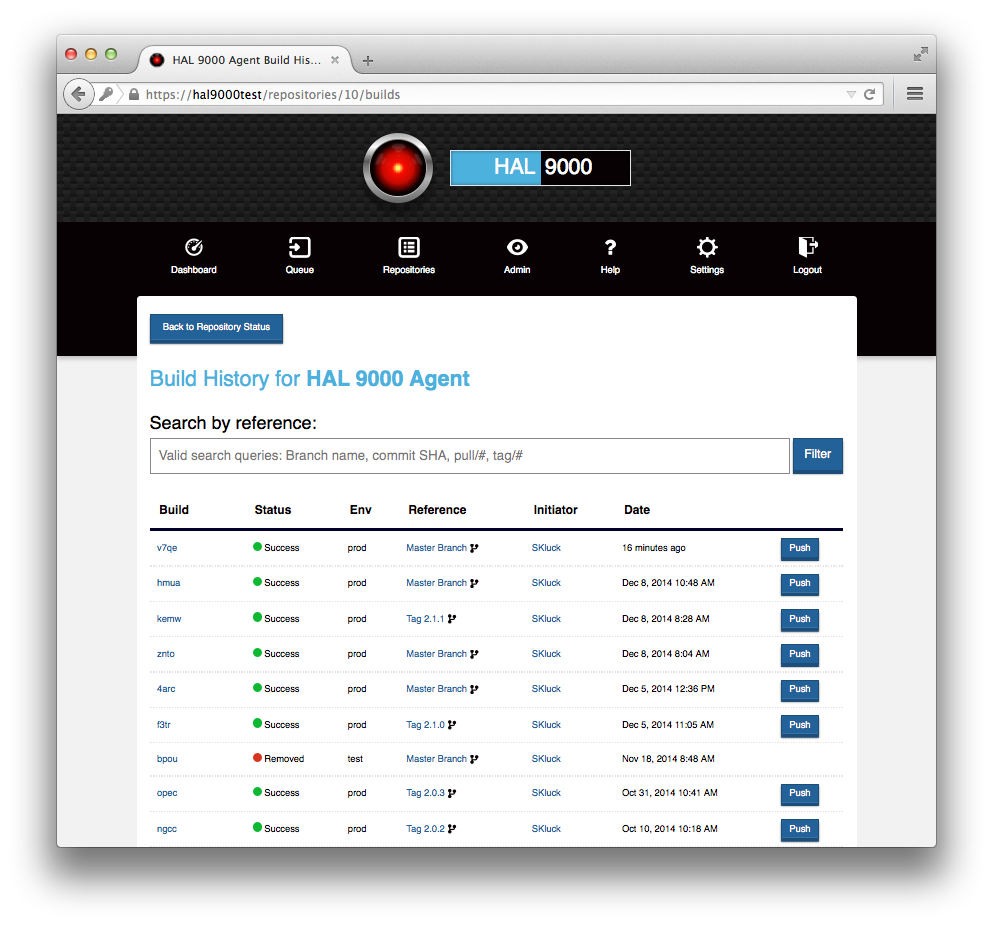 HAL 9000 Agent Build His...
https://hal9000test/repositories/10/builds
HAL 9000
Dashboard Queue Repositories Admin Help Settings Logout
Back to Repository Status
Build History for HAL 9000 Agent
Search by reference:
Valid search queries: Branch name, commit SHA, pull/#, tag/# Filter
Build Status Env Reference Initiator Date
v7qe Success prod Master Branch SKluck 16 minutes ago Push
hmua Success prod Master Branch SKluck Dec 8, 2014 10:48 AM Push
kemw Success prod Tag 2.1.1 SKluck Dec 8, 2014 8:28 AM Push
znto Success prod Master Branch SKluck Dec 8, 2014 8:04 AM Push
4arc Success prod Master Branch SKluck Dec 5, 2014 12:36 PM Push
f3tr Success prod Tag 2.1.0 SKluck Dec 5, 2014 11:05 AM Push
bpou Removed test Master Branch SKluck Nov 18, 2014 8:48 AM
opec Success prod Tag 2.0.3 SKluck Oct 31, 2014 10:41 AM Push
ngcc Success prod Tag 2.0.2 SKluck Oct 10, 2014 10:18 AM Push